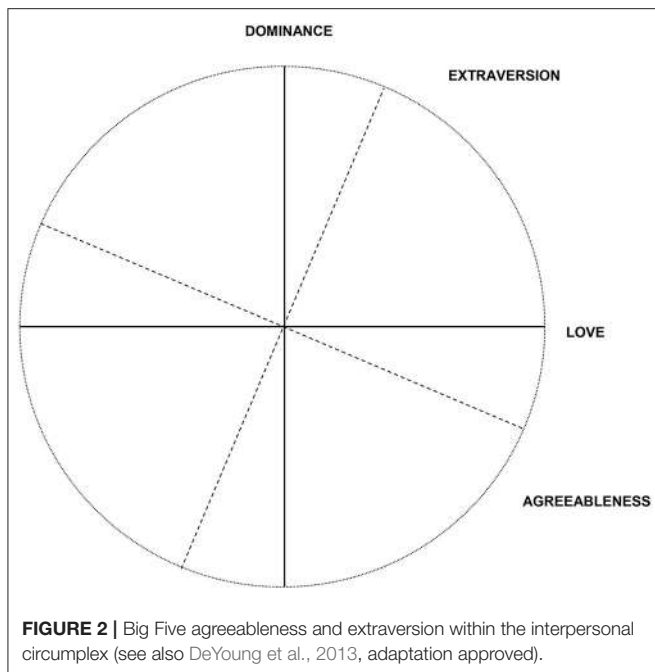 DOMINANCE
EXTRAVERSION
LOVE
AGREEABLENESS
FIGURE 2 | Big Five agreeableness and extraversion within the interpersonal
circumplex (see also DeYoung et al., 2013, adaptation approved).